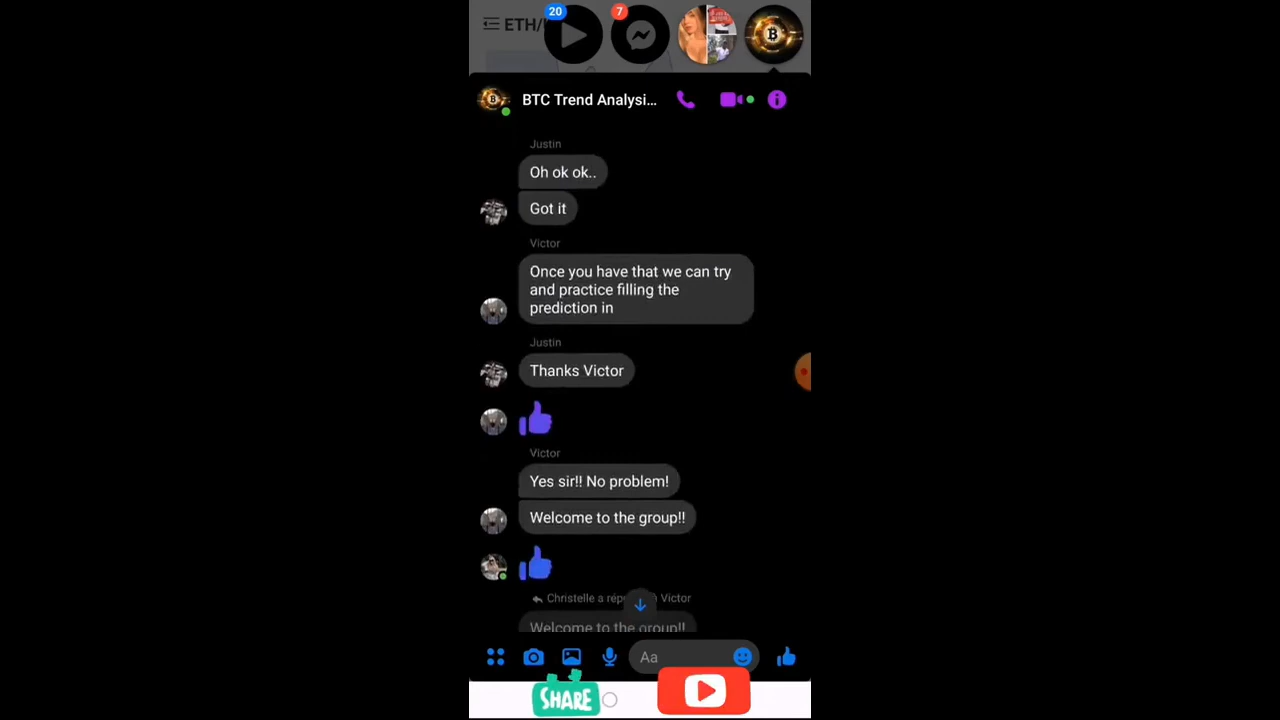 ETH/
20
7
BTC Trend Analysi...
Justin
Oh ok ok..
Got it
Victor
Once you have that we can try
and practice filling the
prediction in
Justin
Thanks Victor
Victor
Yes sir!! No problem!
Welcome to the group!!
Christelle a rép Victor
Welcome to the group!!
Aa
SHARE